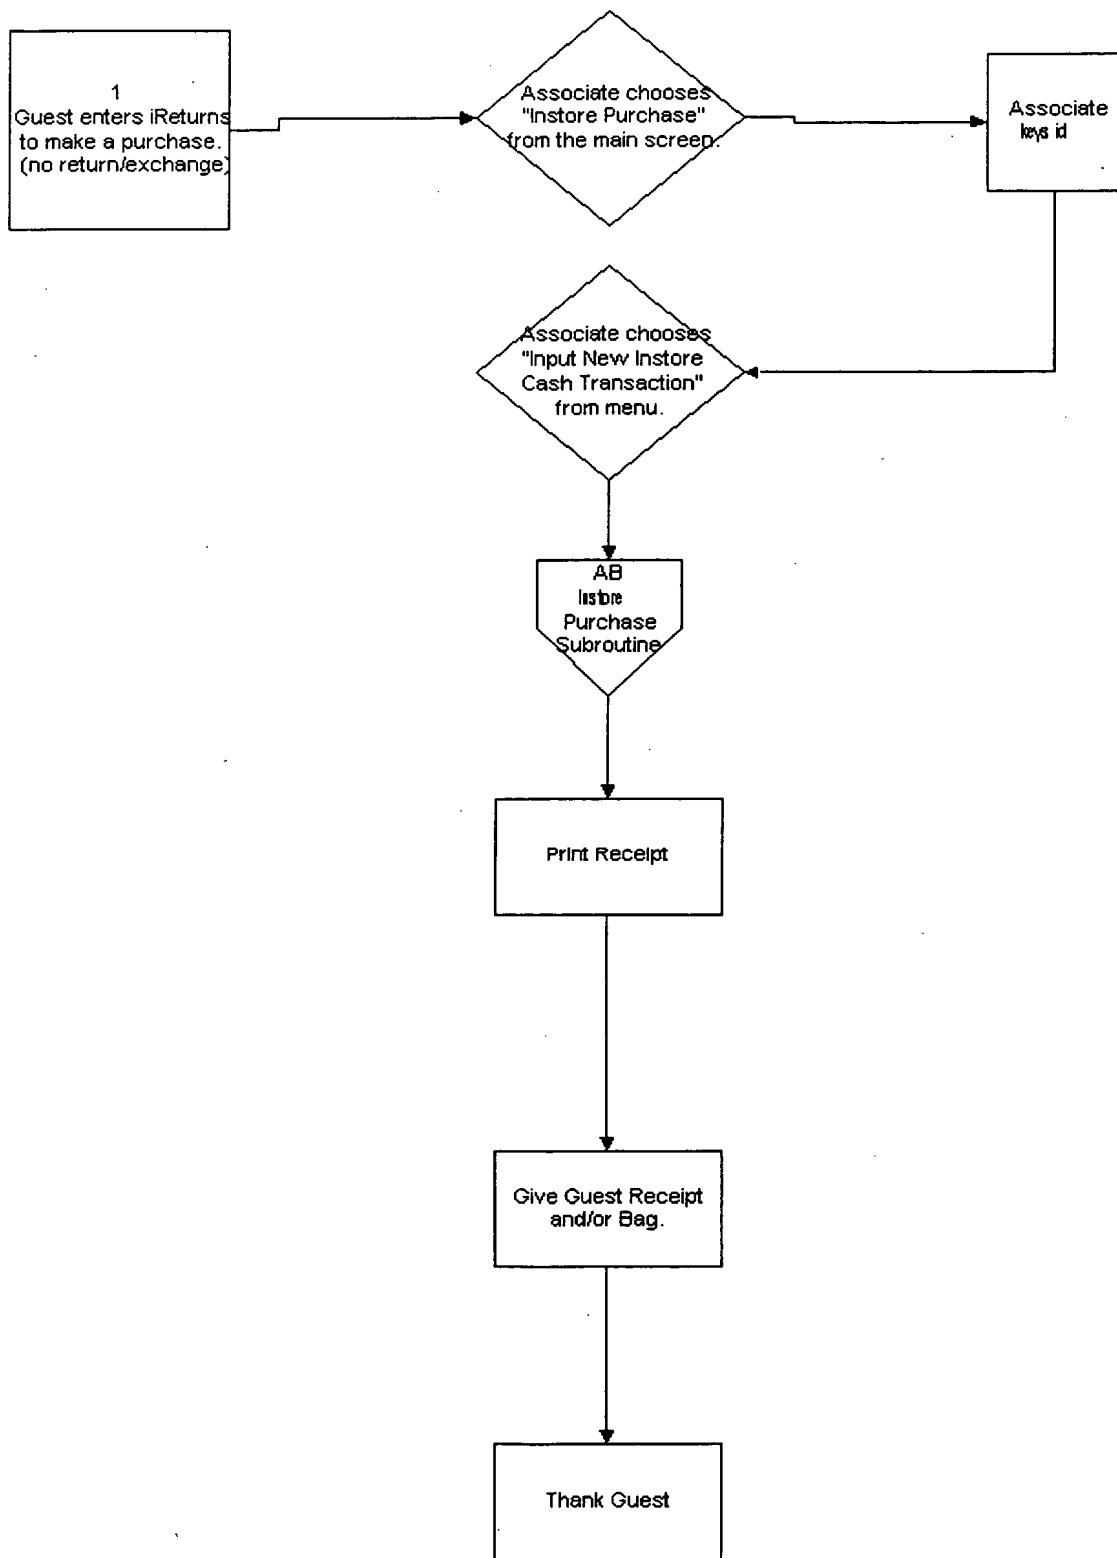 1
Guest enters iReturns
to make a purchase.
(no return/exchange)
Associate chooses
"Instore Purchase"
from the main screen.
Associate
keys id
Associate chooses
"Input New Instore
Cash Transaction"
from menu.
AB
Instore
Purchase
Subroutine
Print Receipt
Give Guest Receipt
and/or Bag.
Thank Guest